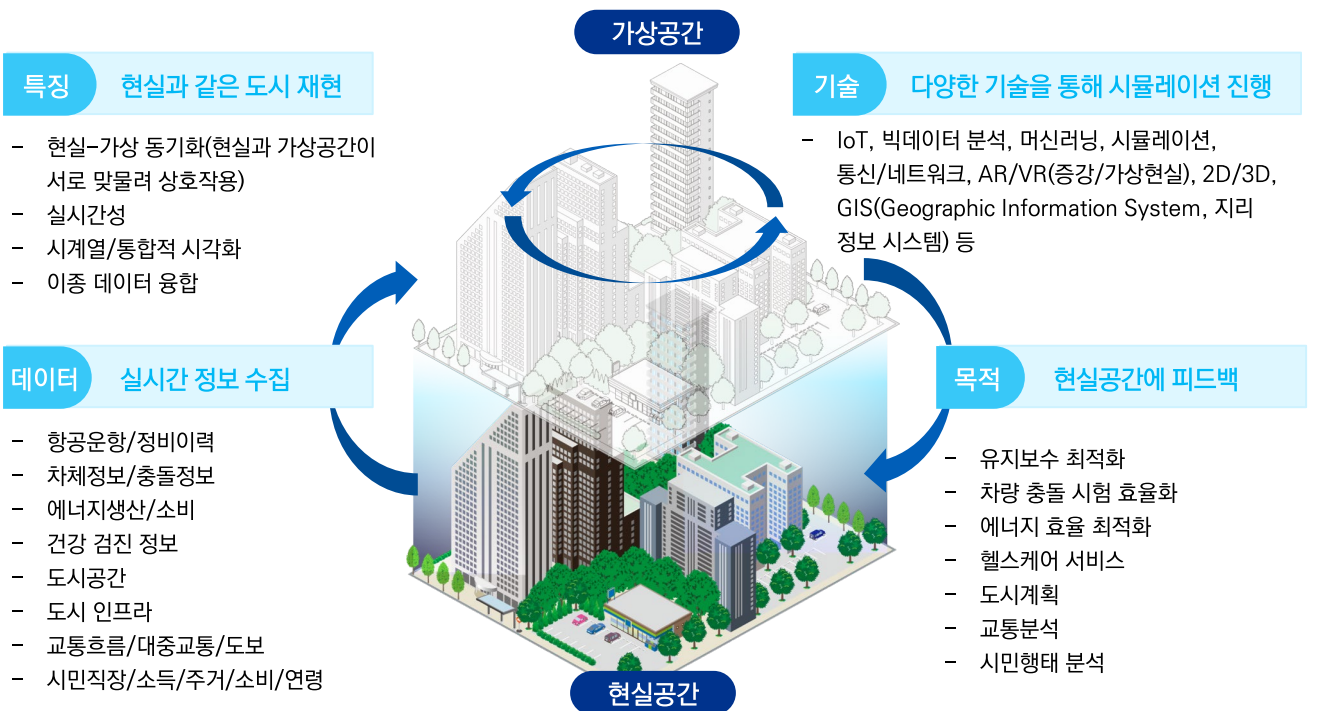 가상공간
특징 현실과 같은 도시 재현
- 현실-가상 동기화(현실과 가상공간이
서로 맞물려 상호작용)
- 실시간성
- 시계열/통합적 시각화
- 이종 데이터 융합
기술 다양한 기술을 통해 시뮬레이션 진행
- IoT, 빅데이터 분석, 머신러닝, 시뮬레이션,
통신/네트워크, AR/VR(증강/가상현실), 2D/3D,
GIS(Geographic Information System, 지리
정보 시스템) 등
데이터 실시간 정보 수집
- 항공운항/정비이력
- 차체정보/충돌정보
- 에너지생산/소비
- 건강 검진 정보
- 도시공간
- 도시 인프라
- 교통흐름/대중교통/도보
- 시민직장/소득/주거/소비/연령
목적 현실공간에 피드백
- 유지보수 최적화
- 차량 충돌 시험 효율화
- 에너지 효율 최적화
- 헬스케어 서비스
- 도시계획
- 교통분석
- 시민행태 분석
현실공간